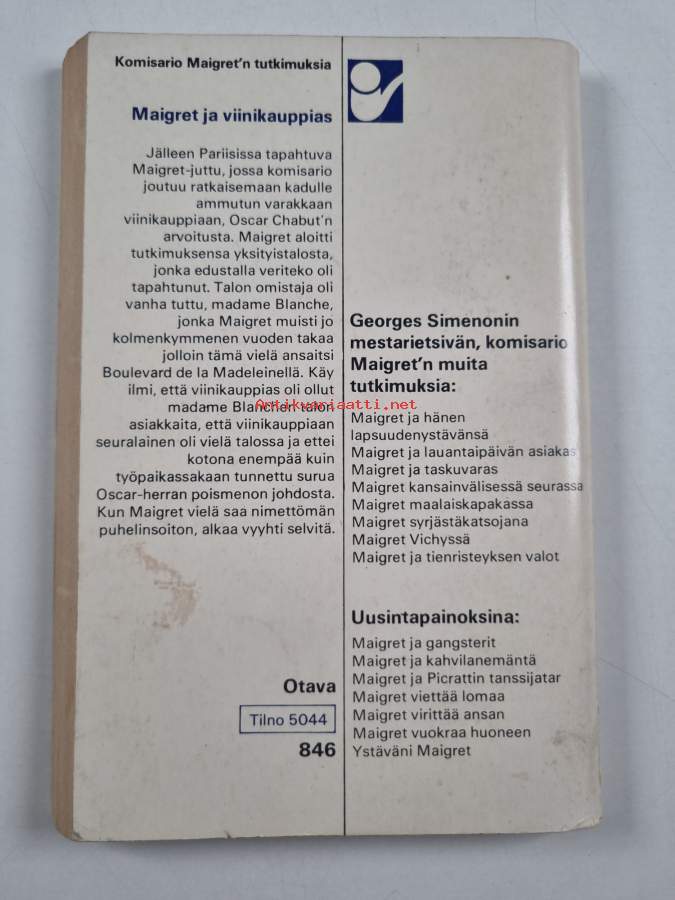 Komisario Maigret'n tutkimuksia
Maigret ja viinikauppias
Jälleen Pariisissa tapahtuva
Maigret-juttu, jossa komisario
joutuu ratkaisemaan kadulle
ammutun varakkaan
viinikauppiaan, Oscar Chabut'n
arvoitusta. Maigret aloitti
tutkimuksensa yksityistalosta,
jonka edustalla veriteko oli
tapahtunut. Talon omistaja oli
vanha tuttu, madame Blanche,
jonka Maigret muisti jo
kolmenkymmenen vuoden takaa
jolloin tämä vielä ansaitsi
Boulevard de la Madeleinellä. Käy
ilmi, että viinikauppias oli ollut
madame Blanchen talon
asiakkaita, että viinikauppiaan
seuralainen oli vielä talossa ja ettei
kotona enempää kuin
työpaikassakaan tunnettu surua
Oscar-herran poismenon johdosta.
Kun Maigret vielä saa nimettömän
puhelinsoiton, alkaa vyyhti selvitä.
Otava
Tilno 5044
846
Georges Simenonin
mestarietsivän, komisario
Maigret'n muita
tutkimuksia:
Maigret ja hänen
lapsuudenystävänsä
Maigret ja lauantaipäivän asiakas
Maigret ja taskuvaras
Maigret kansainvälisessä seurassa
Maigret maalaiskapakassa
Maigret syrjästäkatsojana
Maigret Vichyssä
Maigret ja tienristeyksen valot
Uusintapainoksina:
Maigret ja gangsterit
Maigret ja kahvilanemäntä
Maigret ja Picrattin tanssijatar
Maigret viettää lomaa
Maigret virittää ansan
Maigret vuokraa huoneen
Ystäväni Maigret
Antikvariaatti.net